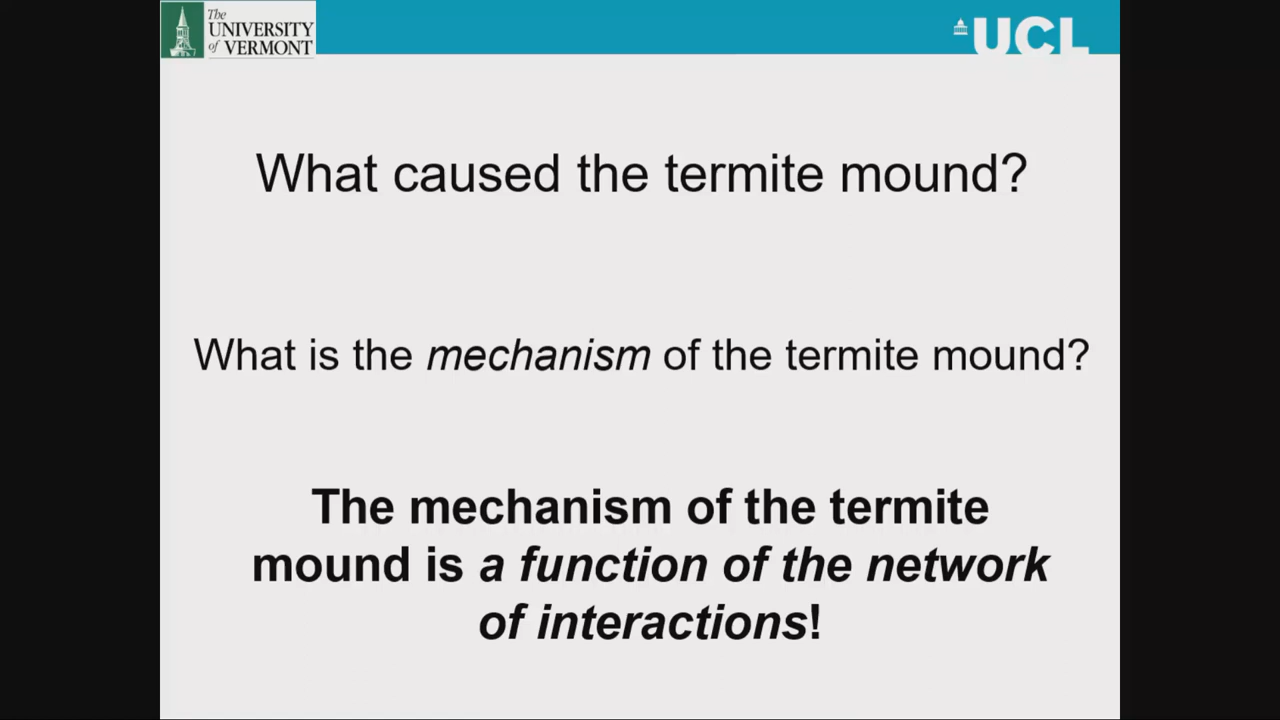 The
UNIVERSITY
of VERMONT
UCL
What caused the termite mound?
What is the mechanism of the termite mound?
The mechanism of the termite
mound is a function of the network
of interactions!